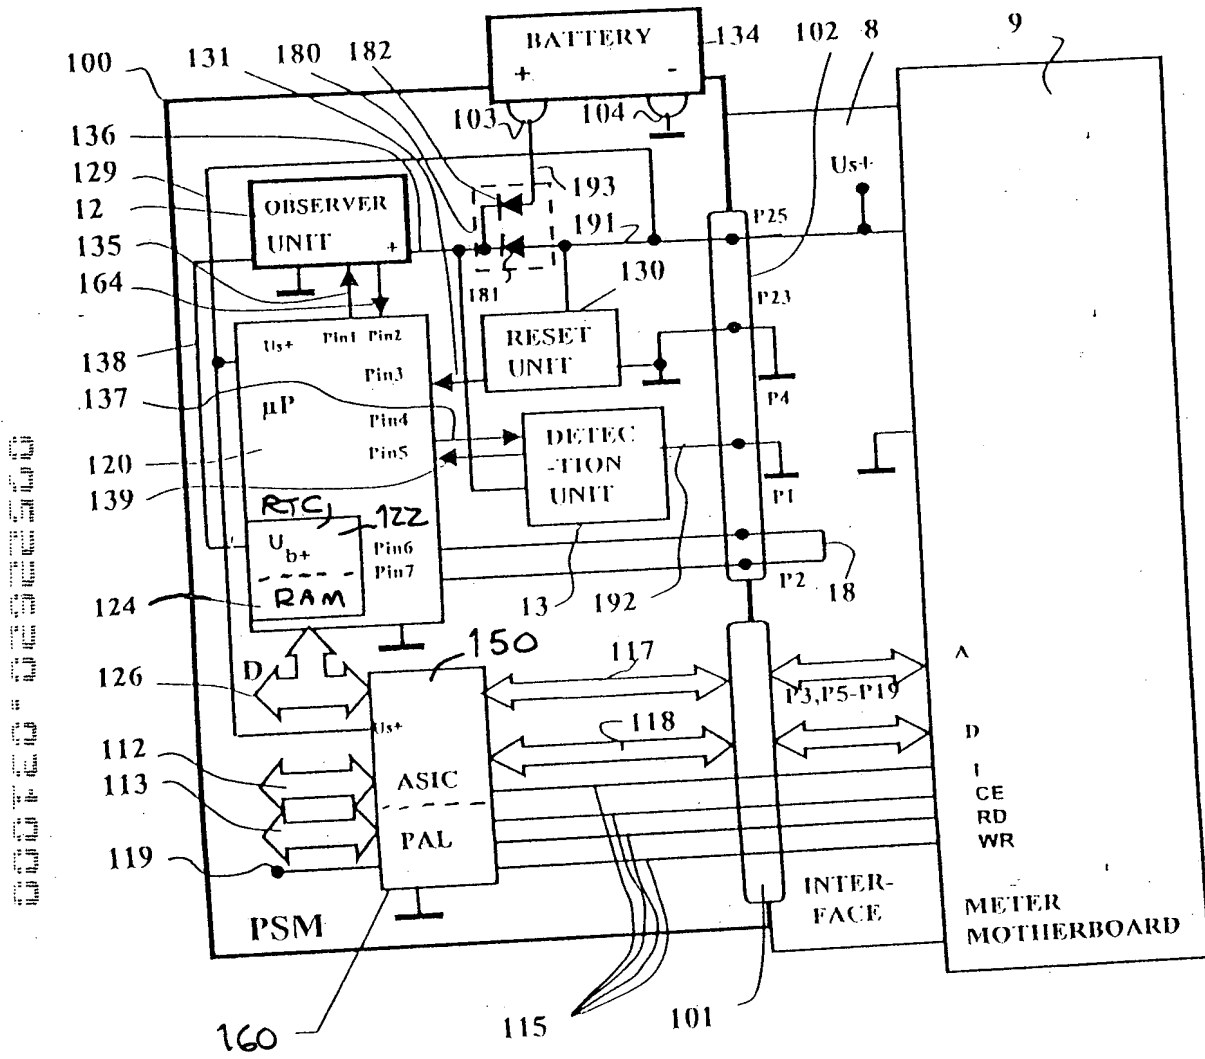 BATTERY
+ -
134
102
8
9
100
131
180
182
103
104
136
129
12
135
164
138
137
120
139
OBSERVER
UNIT
+
193
191
181
130
Us+
P25
P23
P4
P1
P2
18
Us+
Pin1
Pin2
Pin3
Pin4
Pin5
Pin6
Pin7
µP
RESET
UNIT
DETEC
-TION
UNIT
RTC
122
Ub+
RAM
124
13
192
150
D
126
117
118
P3,P5-P19
A
D
I
CE
RD
WR
Us+
ASIC
PAL
112
113
119
PSM
INTER-
FACE
METER
MOTHERBOARD
160
115
101